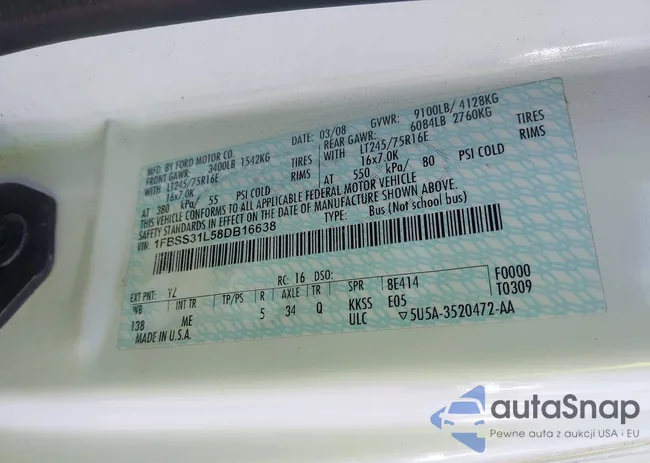 MFD. BY FORD MOTOR CO.
DATE: 03/08 GVWR: 9100LB/ 4128KG
FRONT GAWR: 3400LB 1542KG
REAR GAWR: 6084LB 2760KG
WITH LT245/75R16E TIRES
WITH LT245/75R16E TIRES
16x7.0K RIMS
16x7.0K RIMS
AT 380 kPa/ 55 PSI COLD
AT 550 kPa/ 80 PSI COLD
THIS VEHICLE CONFORMS TO ALL APPLICABLE FEDERAL MOTOR VEHICLE
SAFETY STANDARDS IN EFFECT ON THE DATE OF MANUFACTURE SHOWN ABOVE.
VIN: 1FBSS31L58DB16638
TYPE: Bus (Not school bus)
EXT PNT: YZ RC: 16 DSO:
WB INT TR TP/PS R AXLE TR SPR 8E414 F0000
138 ME 5 34 Q KKSS E05 T0309
MADE IN U.S.A. ULC ▽5U5A-3520472-AA
autaSnap
Pewne auta z aukcji USA i EU